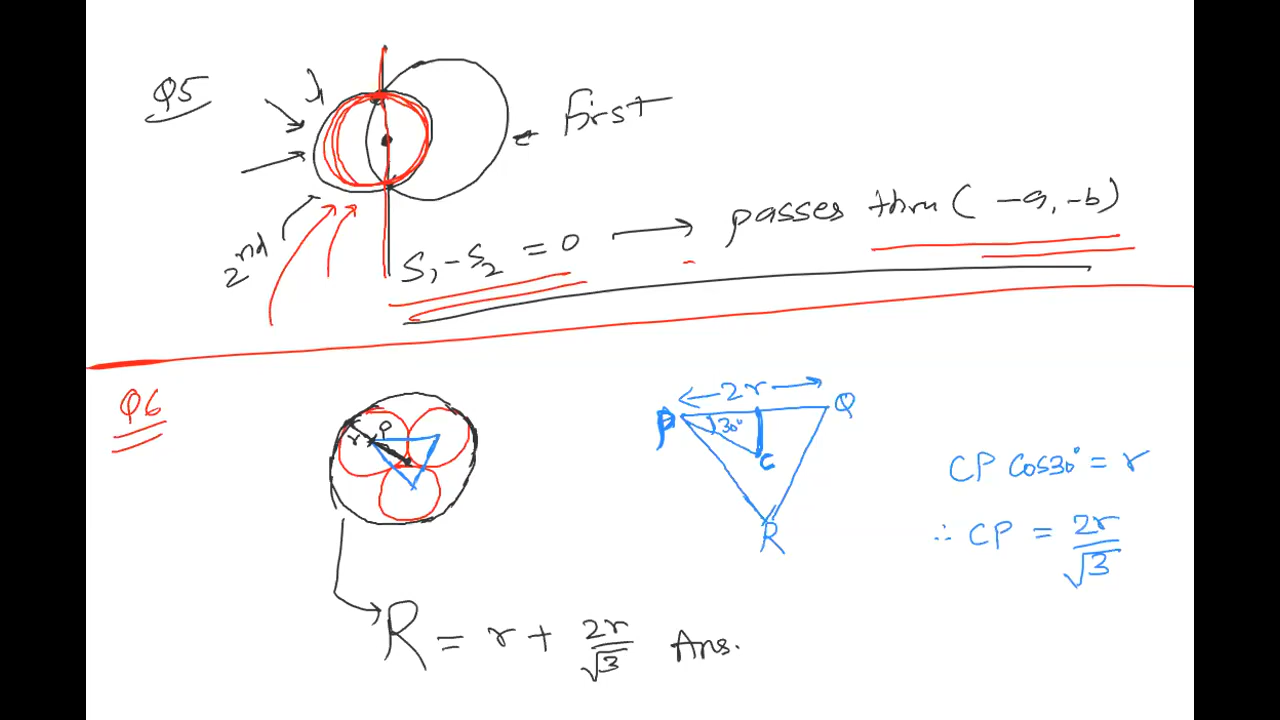 Q5
first
2nd
S₁ - S₂ = 0 → passes thru (-a, -b)
Q6
r P
2r
P 30° Q
C
R
CP cos30° = r
∴ CP = 2r/√3
R = r + 2r/√3 Ans.